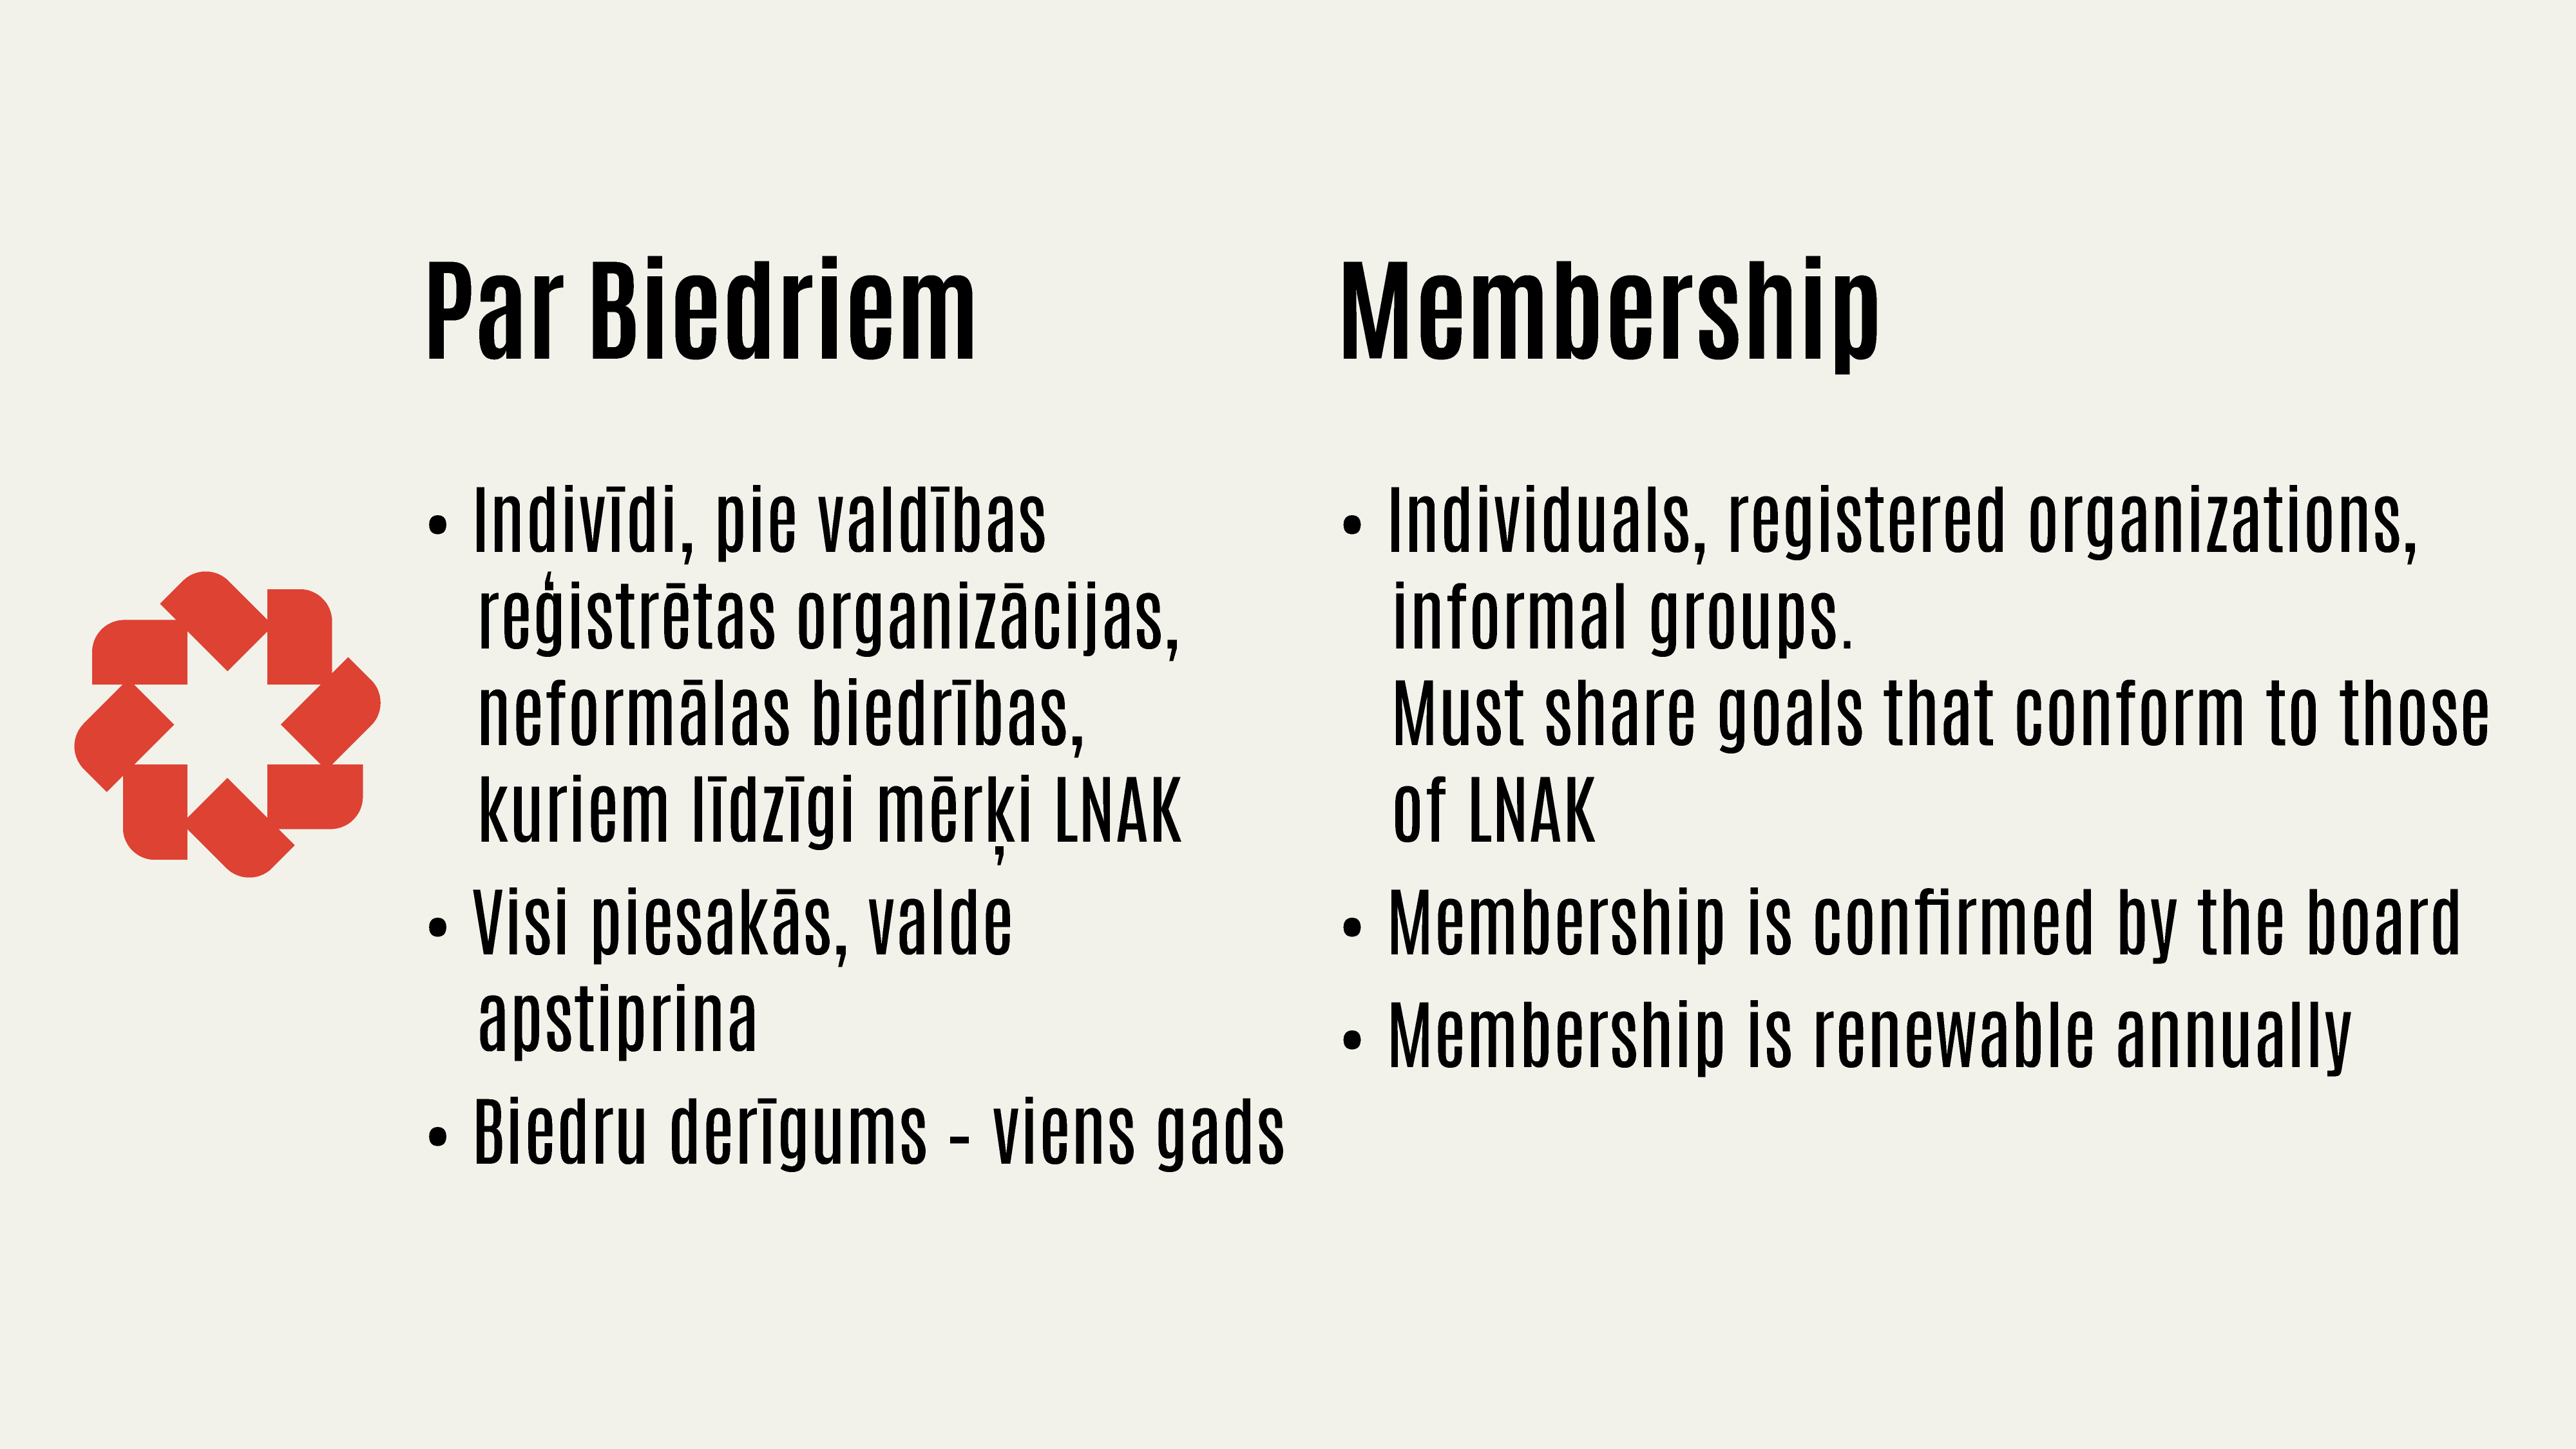 Par Biedriem
• Indivīdi, pie valdības
reģistrētas organizācijas,
neformālas biedrības,
kuriem līdzīgi mērķi LNAK
• Visi piesakās, valde
apstiprina
• Biedru derīgums – viens gads
Membership
• Individuals, registered organizations,
informal groups.
Must share goals that conform to those
of LNAK
• Membership is confirmed by the board
• Membership is renewable annually